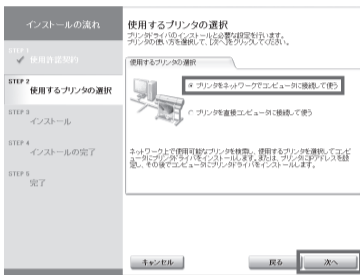 インストールの流れ
STEP 1
使用許諾契約
STEP 2
使用するプリンタの選択
STEP 3
インストール
STEP 4
インストールの完了
STEP 5
完了
使用するプリンタの選択
プリンタドライバのインストールと必要な設定を行います。
プリンタの使い方を選択して、[次へ]をクリックしてください。
使用するプリンタの選択
プリンタをネットワークでコンピュータに接続して使う
プリンタを直接コンピュータに接続して使う
ネットワーク上で使用可能なプリンタを検索し、使用するプリンタを選択してコンピ
ュータにプリンタドライバをインストールします。または、プリンタにIPアドレスを設
定し、その後でコンピュータにプリンタドライバをインストールします。
キャンセル
戻る
次へ